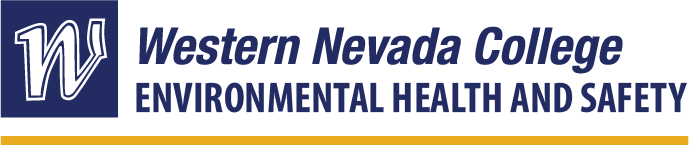 W Western Nevada College
ENVIRONMENTAL HEALTH AND SAFETY